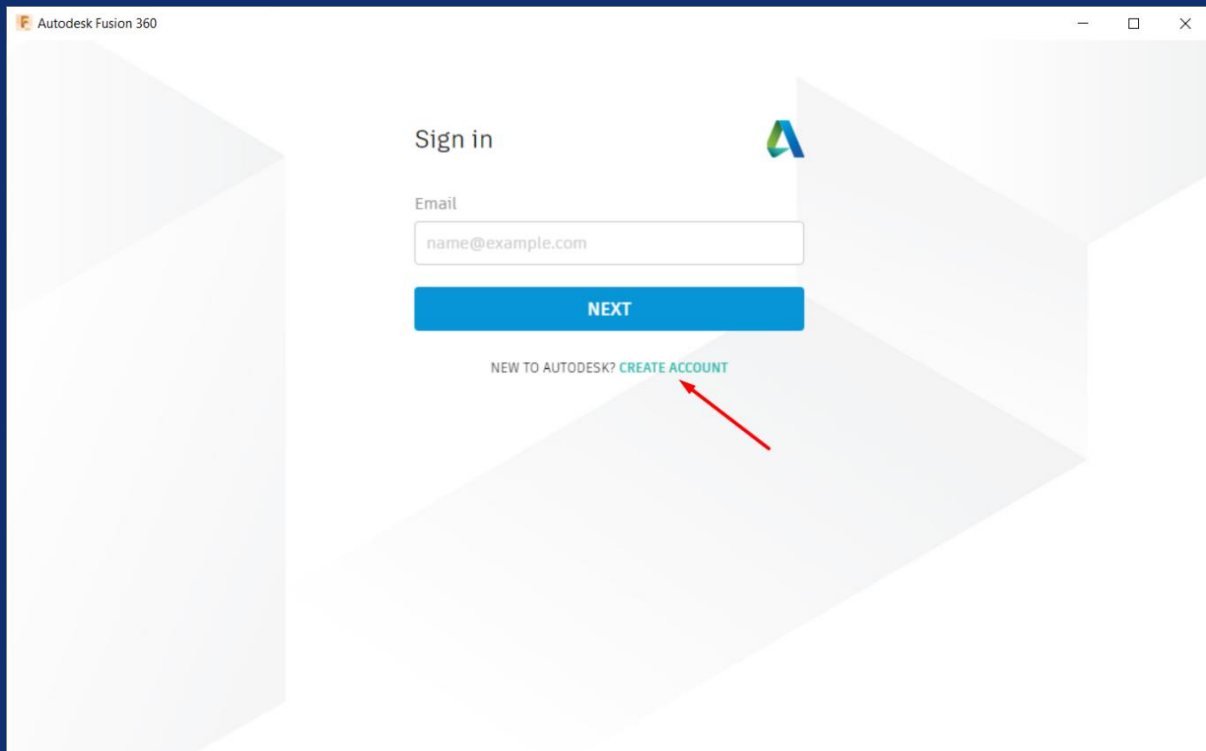 Autodesk Fusion 360
Sign in
Email
name@example.com
NEXT
NEW TO AUTODESK? CREATE ACCOUNT